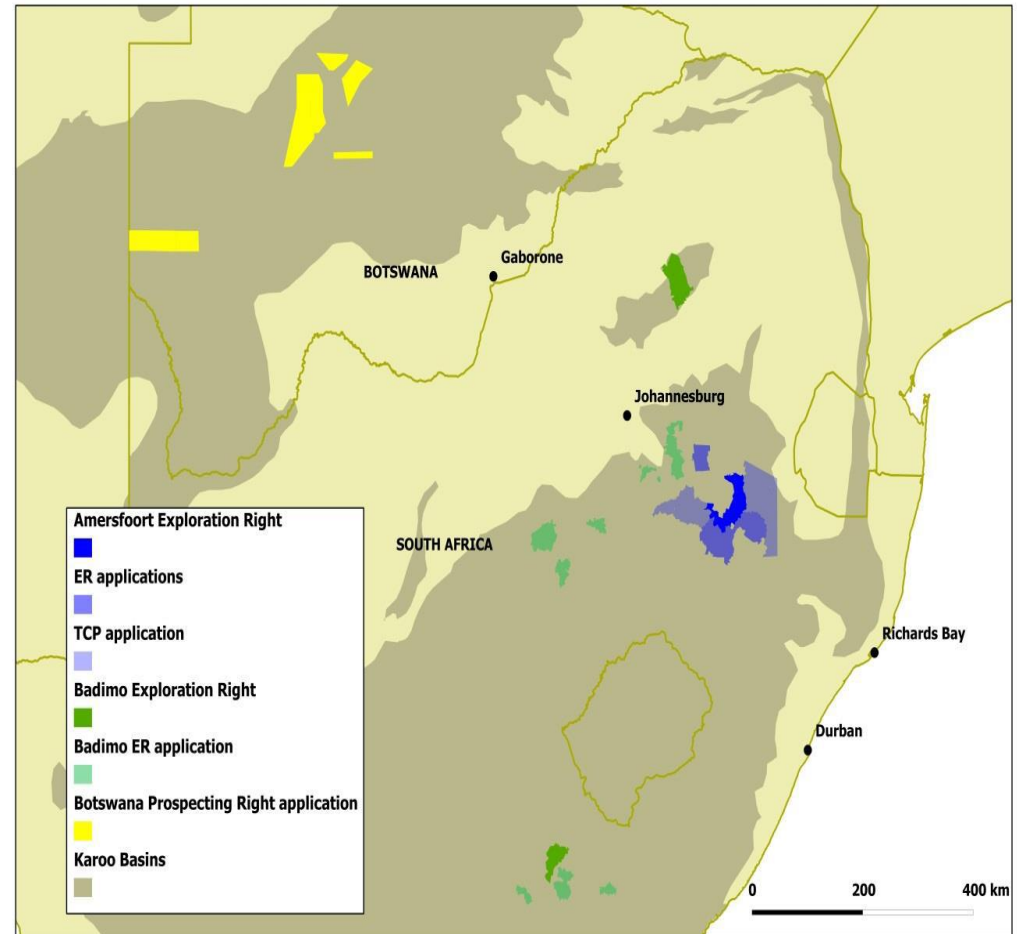 Gaborone
BOTSWANA
Johannesburg
Amersfoort Exploration Right
ER applications
SOUTH AFRICA
TCP application
Richards Bay
Badimo Exploration Right
Durban
Badimo ER application
Botswana Prospecting Right application
Karoo Basins
0 200 400 km